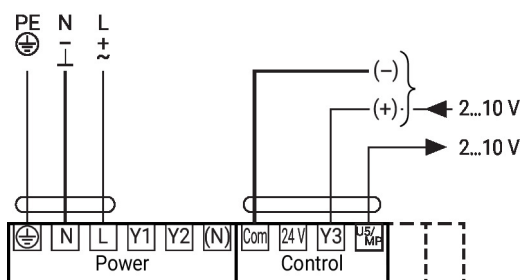 PE N L
– +
⊥ ~
(–)
(+) 2...10 V
2...10 V
N L Y1 Y2 (N) Com 24 V Y3 U5/MP
Power Control